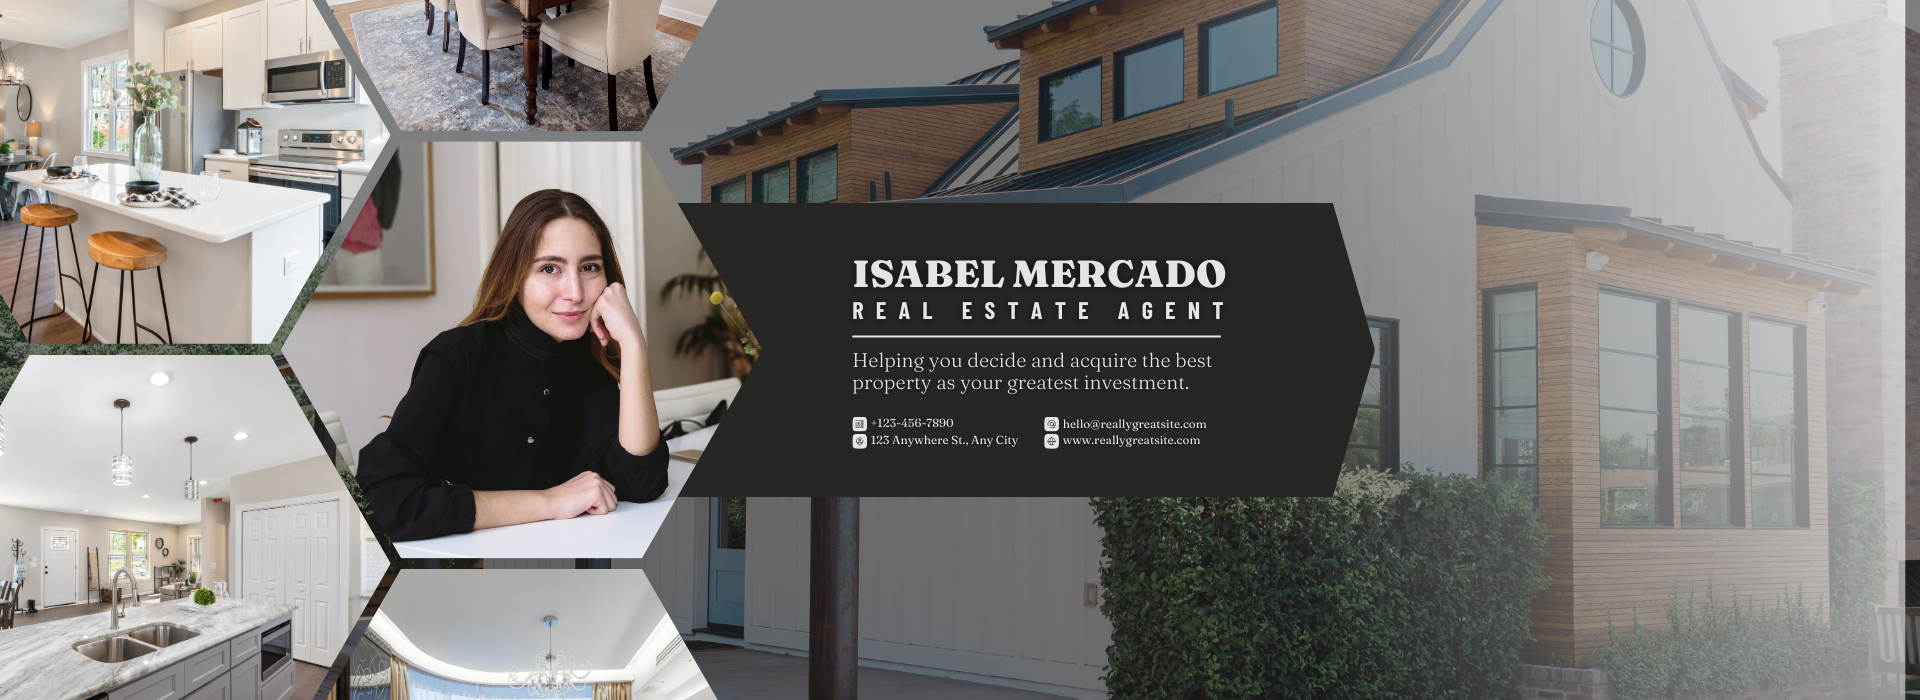 ISABEL MERCADO
REAL ESTATE AGENT
Helping you decide and acquire the best
property as your greatest investment.
+123-456-7890
hello@reallygreatsite.com
123 Anywhere St., Any City
www.reallygreatsite.com